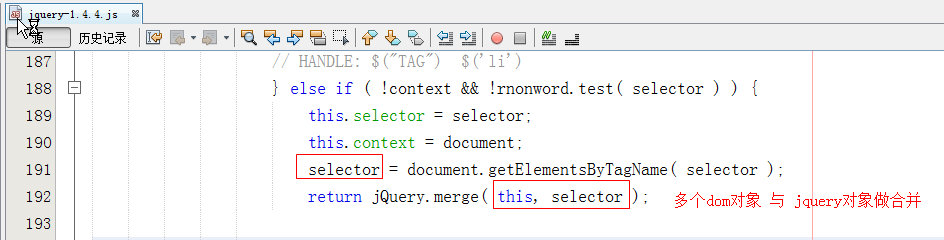 jquery-1.4.4.js
源 历史记录
187 // HANDLE: $("TAG")  $('li')
188 } else if ( !context && !rnonword.test( selector ) ) {
189 this.selector = selector;
190 this.context = document;
191 selector = document.getElementsByTagName( selector );
192 return jQuery.merge( this, selector ); 多个dom对象 与 jquery对象做合并
193